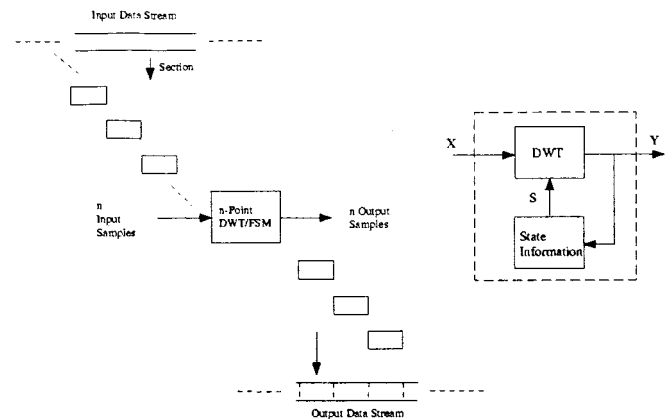 Input Data Stream
Section
n
Input
Samples
n-Point
DWT/FSM
n Output
Samples
Output Data Stream
X
DWT
Y
S
State
Information